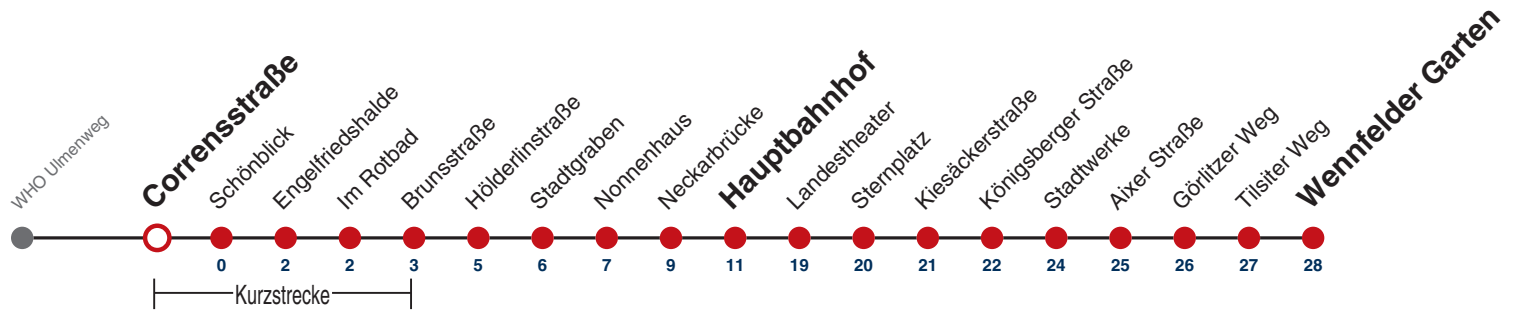 WHO Ulmenweg
Corrensstraße
Schönblick
Engelfriedshalde
Im Rotbad
Brunsstraße
Hölderlinstraße
Stadtgraben
Nonnenhaus
Neckarbrücke
Hauptbahnhof
Landestheater
Sternplatz
Kiesäckerstraße
Königsberger Straße
Stadtwerke
Aixer Straße
Görlitzer Weg
Tilsiter Weg
Wennfelder Garten
0 2 2 3 5 6 7 9 11 19 20 21 22 24 25 26 27 28
Kurzstrecke